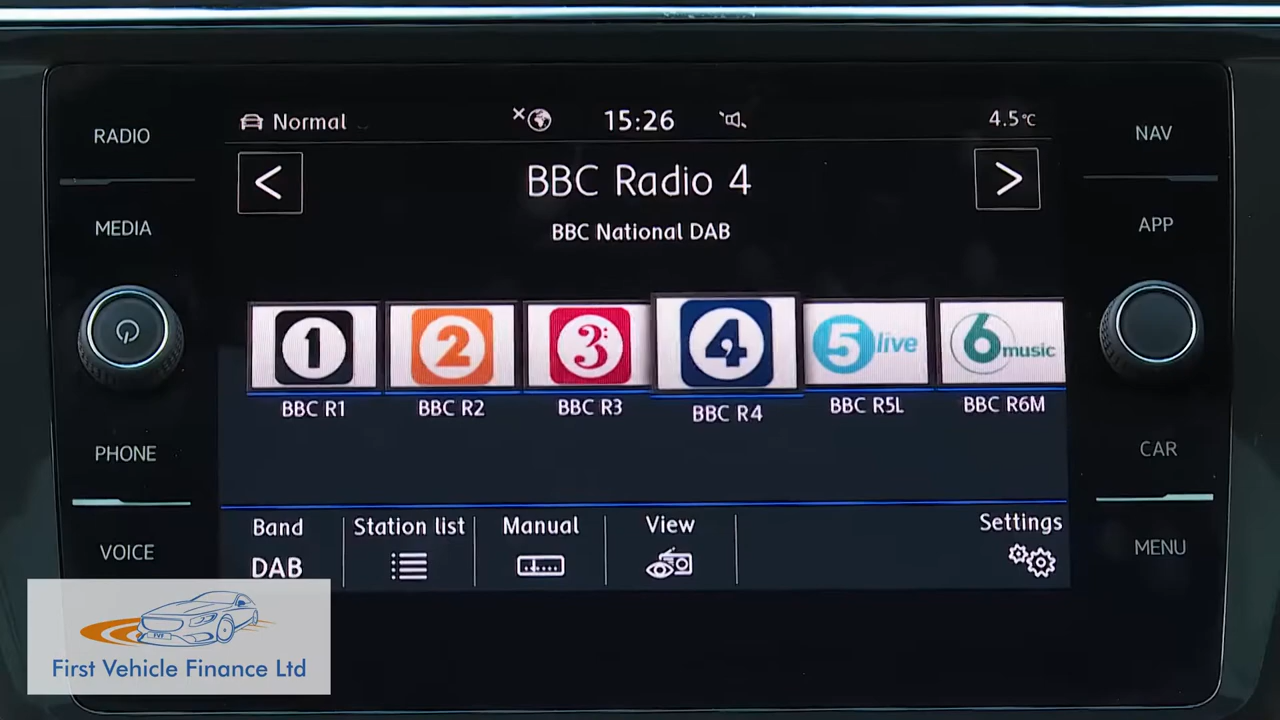 RADIO
MEDIA
PHONE
VOICE
Normal
15:26
4.5°C
<
BBC Radio 4
>
BBC National DAB
1
2
3
4
5 live
6 music
BBC R1
BBC R2
BBC R3
BBC R4
BBC R5L
BBC R6M
Band
DAB
Station list
Manual
View
Settings
NAV
APP
CAR
MENU
FVF
First Vehicle Finance Ltd